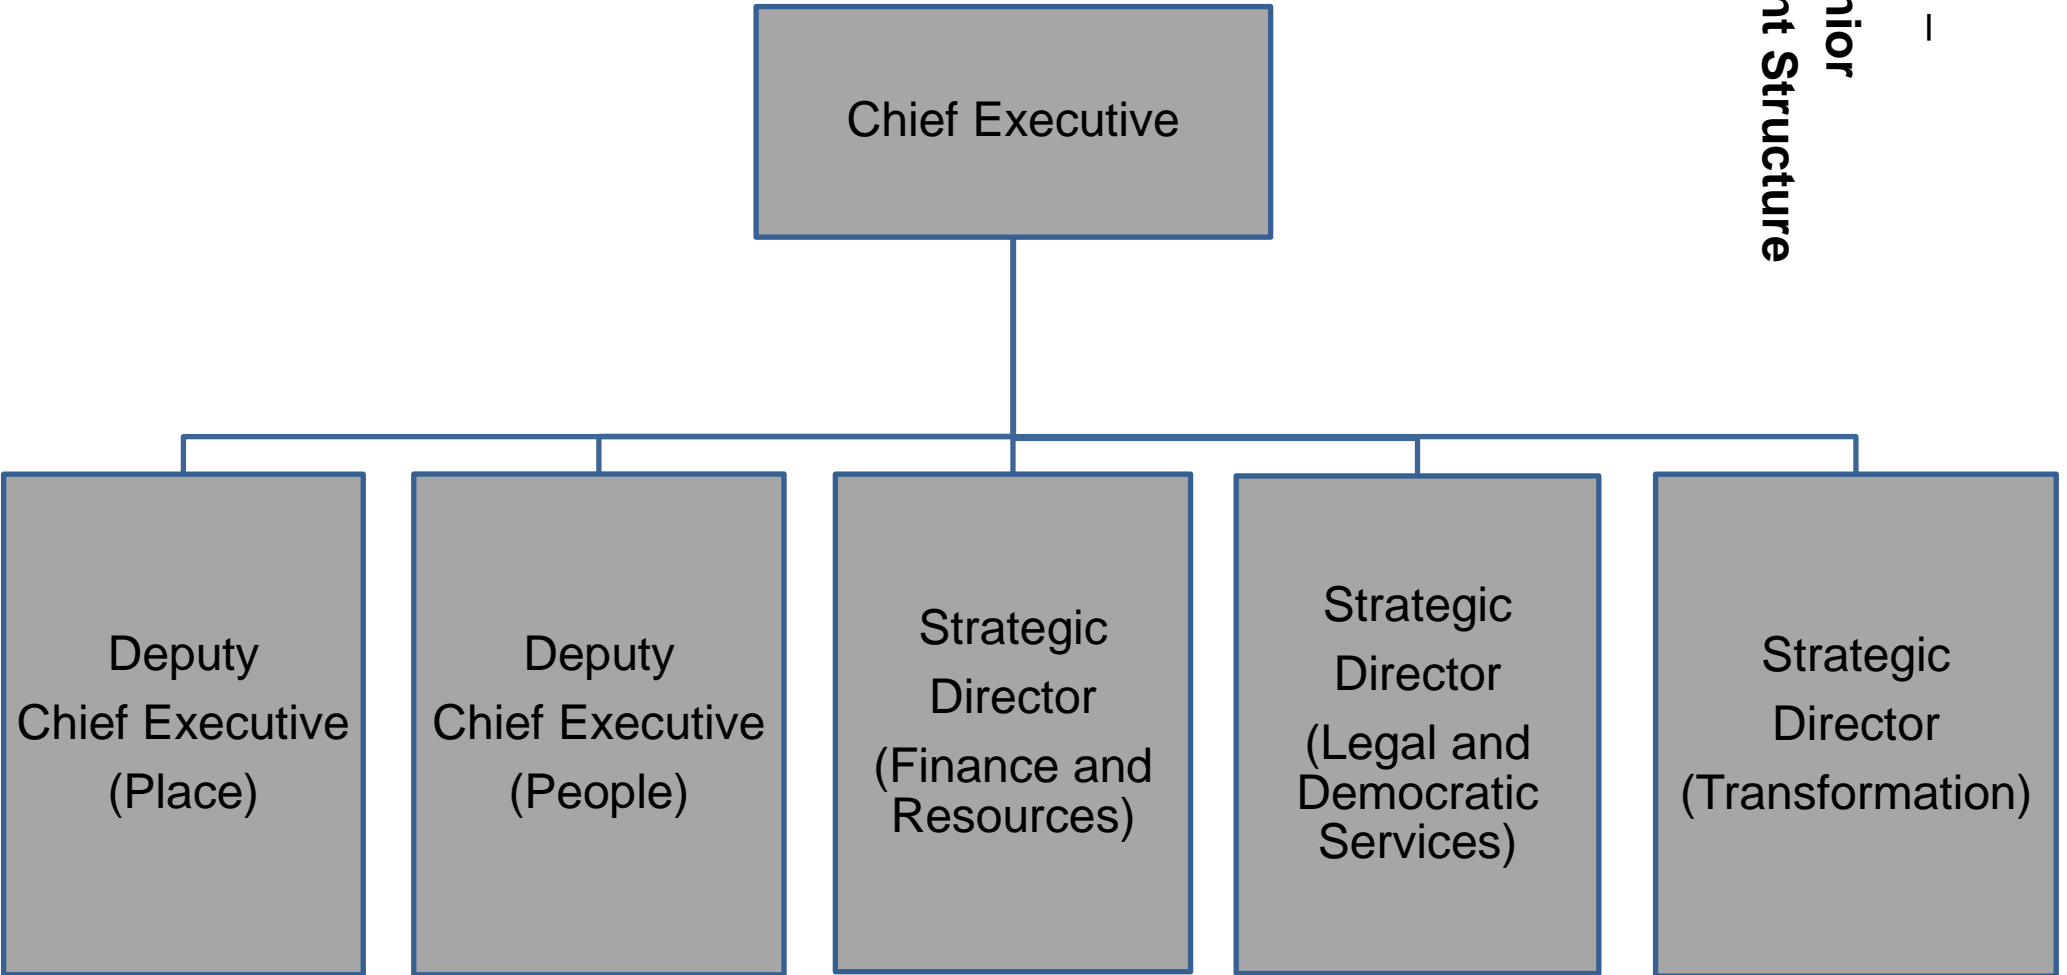 Chief Executive
Deputy
Chief Executive
(Place)
Deputy
Chief Executive
(People)
Strategic
Director
(Finance and
Resources)
Strategic
Director
(Legal and
Democratic
Services)
Strategic
Director
(Transformation)
–
nior
nt Structure